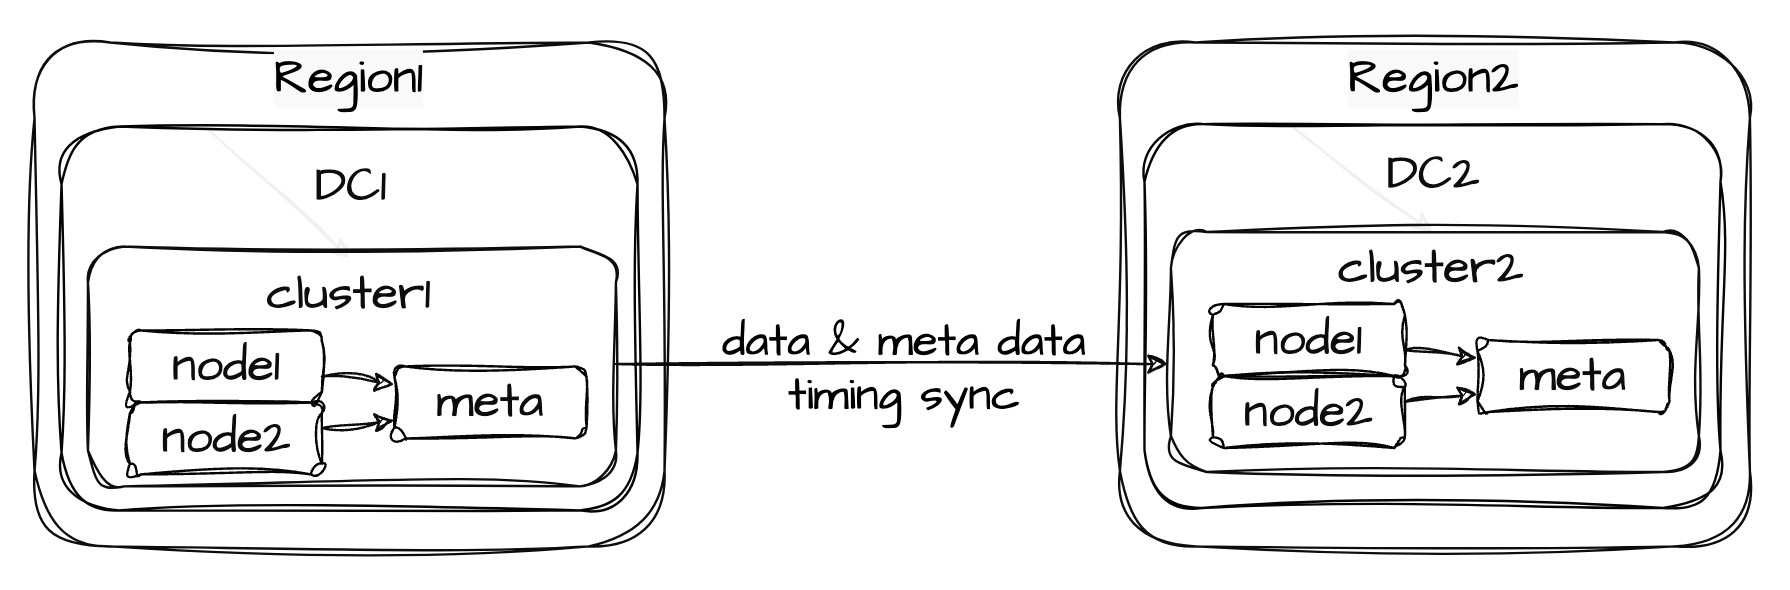 Region1
DC1
cluster1
node1
node2
meta
data & meta data
timing sync
Region2
DC2
cluster2
node1
node2
meta